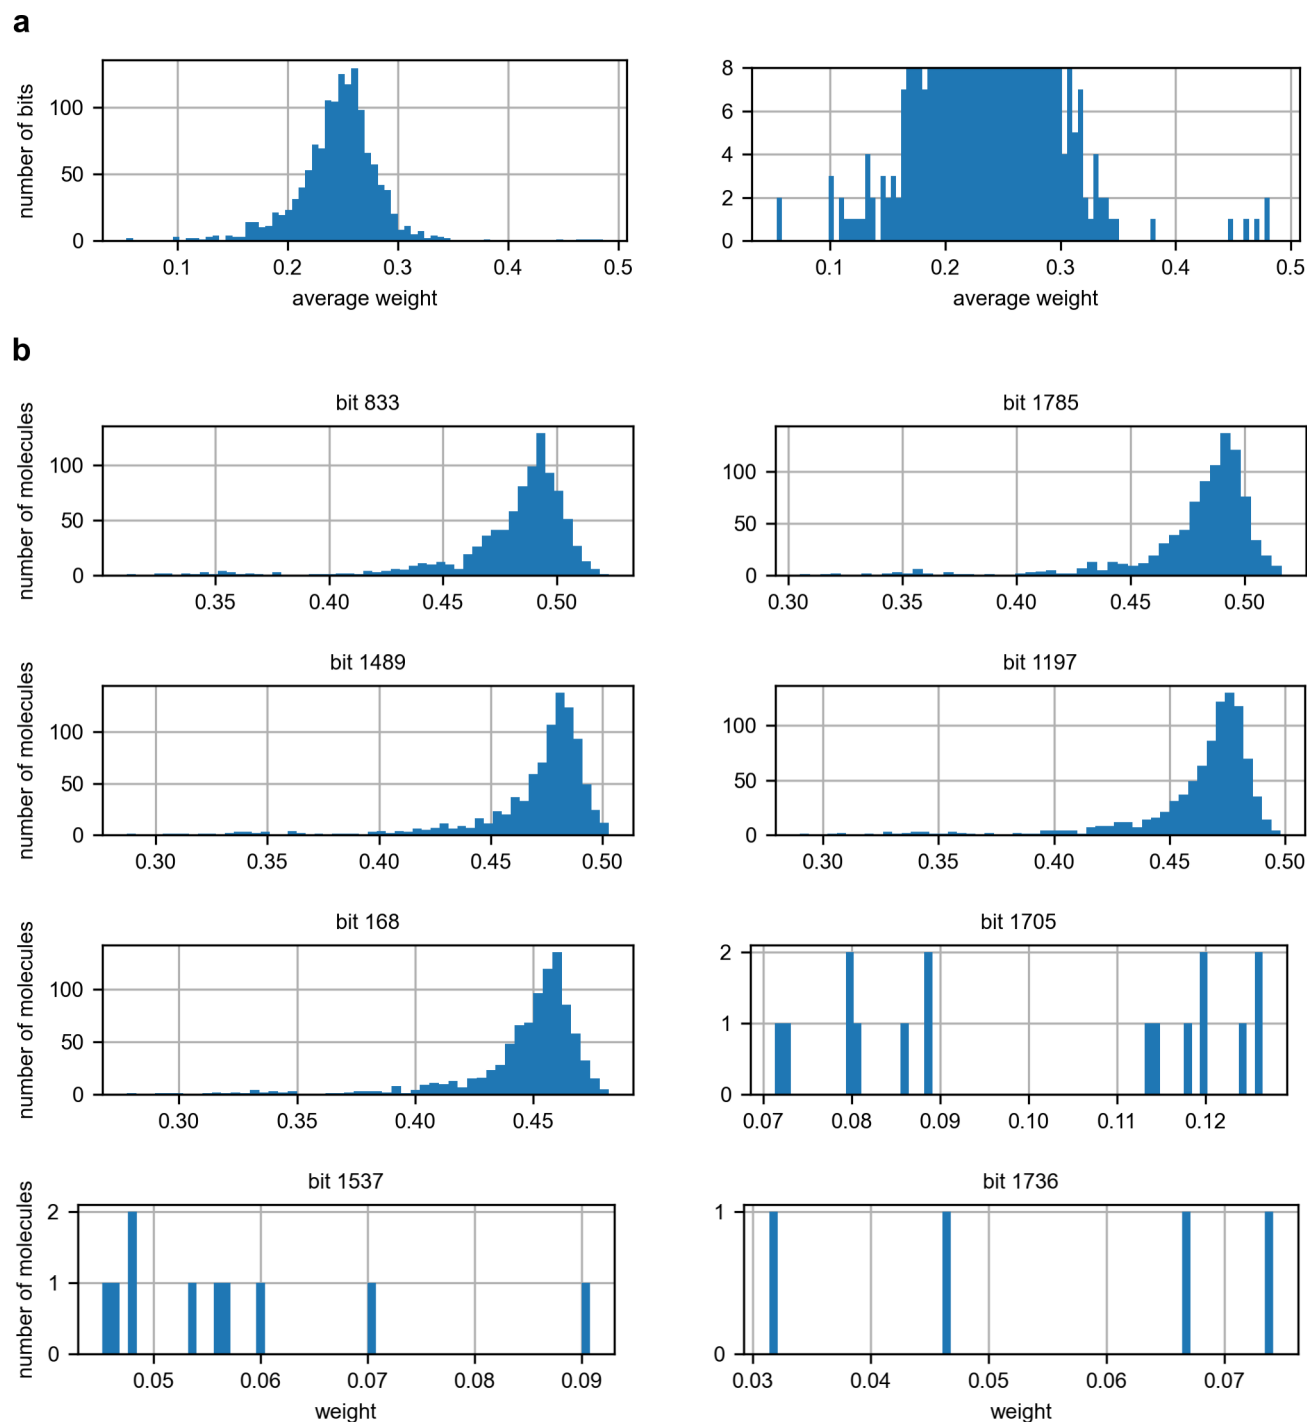 a
number of bits
100
50
0
0.1 0.2 0.3 0.4 0.5
average weight
8
6
4
2
0
0.1 0.2 0.3 0.4 0.5
average weight
b
bit 833
number of molecules
100
50
0
0.35 0.40 0.45 0.50
bit 1785
100
50
0
0.30 0.35 0.40 0.45 0.50
bit 1489
number of molecules
100
50
0
0.30 0.35 0.40 0.45 0.50
bit 1197
100
50
0
0.30 0.35 0.40 0.45 0.50
bit 168
number of molecules
100
50
0
0.30 0.35 0.40 0.45
bit 1705
2
1
0
0.07 0.08 0.09 0.10 0.11 0.12
bit 1537
number of molecules
2
1
0
0.05 0.06 0.07 0.08 0.09
weight
bit 1736
1
0
0.03 0.04 0.05 0.06 0.07
weight